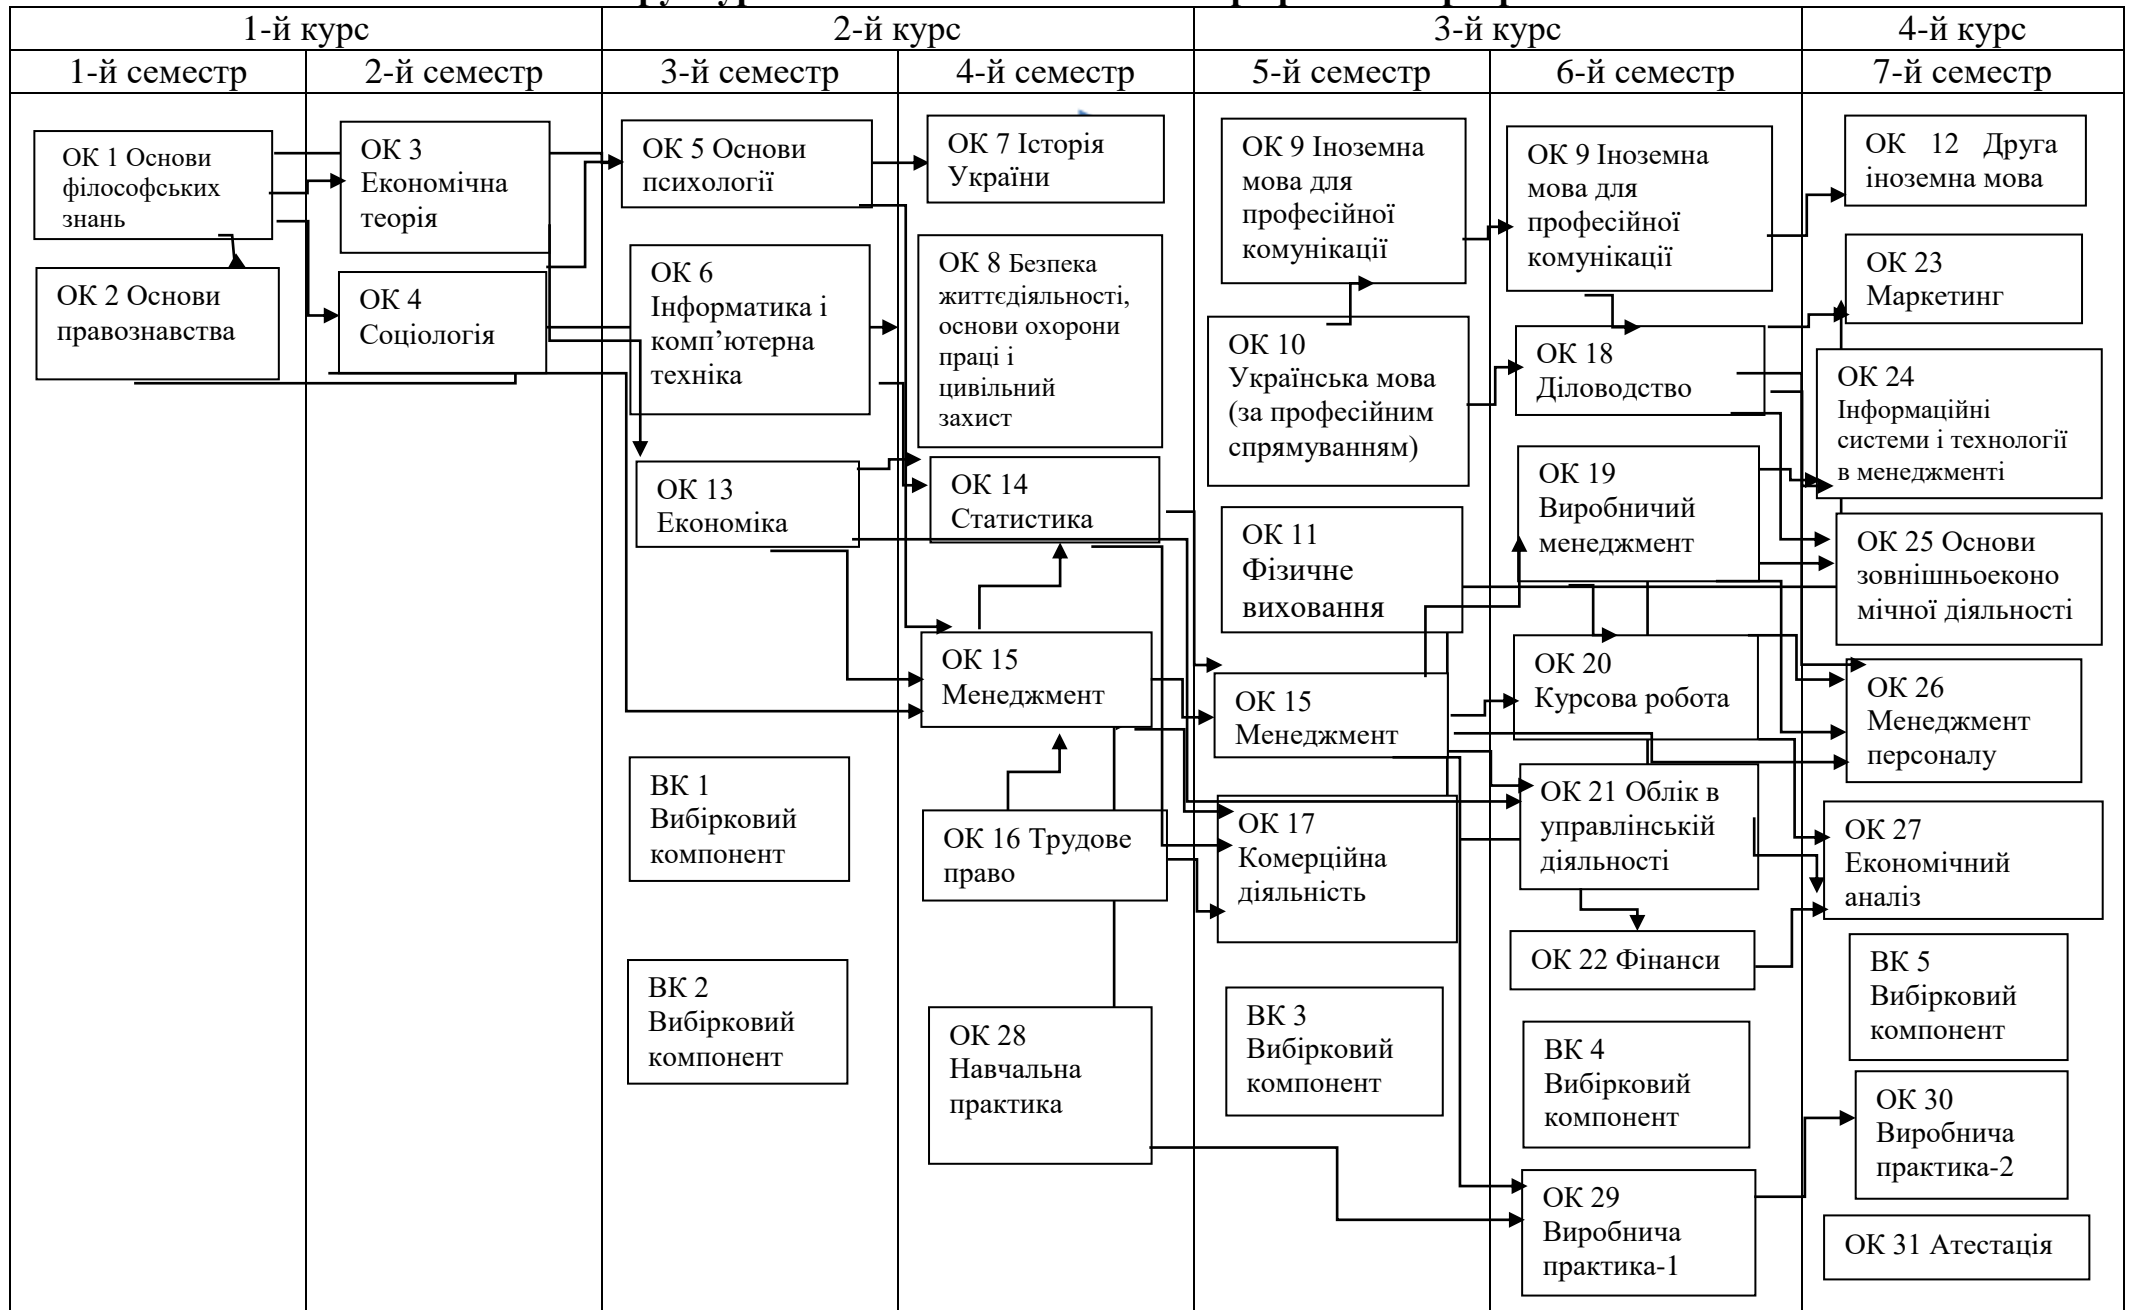 1-й курс
2-й курс
3-й курс
4-й курс
1-й семестр
2-й семестр
3-й семестр
4-й семестр
5-й семестр
6-й семестр
7-й семестр
ОК 1 Основи
філософських
знань
ОК 2 Основи
правознавства
ОК 3
Економічна
теорія
ОК 4
Соціологія
ОК 5 Основи
психології
ОК 6
Інформатика і
комп’ютерна
техніка
ОК 13
Економіка
ВК 1
Вибірковий
компонент
ВК 2
Вибірковий
компонент
ОК 7 Історія
України
ОК 8 Безпека
життєдіяльності,
основи охорони
праці і
цивільний
захист
ОК 14
Статистика
ОК 15
Менеджмент
ОК 16 Трудове
право
ОК 28
Навчальна
практика
ОК 9 Іноземна
мова для
професійної
комунікації
ОК 10
Українська мова
(за професійним
спрямуванням)
ОК 11
Фізичне
виховання
ОК 15
Менеджмент
ОК 17
Комерційна
діяльність
ВК 3
Вибірковий
компонент
ОК 9 Іноземна
мова для
професійної
комунікації
ОК 18
Діловодство
ОК 19
Виробничий
менеджмент
ОК 20
Курсова робота
ОК 21 Облік в
управлінській
діяльності
ОК 22 Фінанси
ВК 4
Вибірковий
компонент
ОК 29
Виробнича
практика-1
ОК 12 Друга
іноземна мова
ОК 23
Маркетинг
ОК 24
Інформаційні
системи і технології
в менеджменті
ОК 25 Основи
зовнішньоеконо
мічної діяльності
ОК 26
Менеджмент
персоналу
ОК 27
Економічний
аналіз
ВК 5
Вибірковий
компонент
ОК 30
Виробнича
практика-2
ОК 31 Атестація